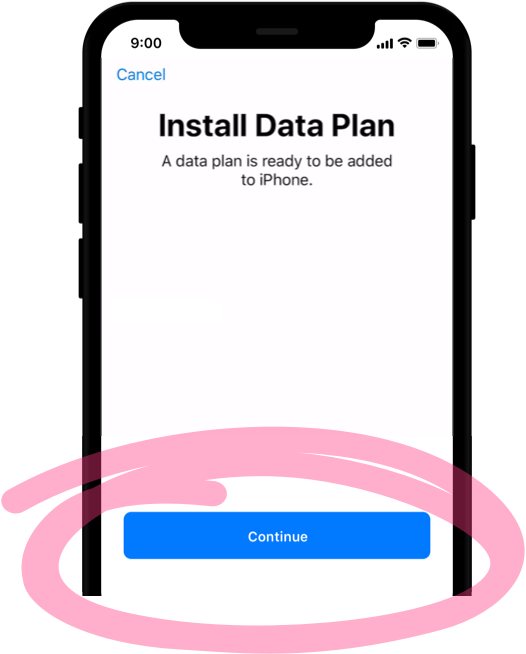 9:00
Cancel
Install Data Plan
A data plan is ready to be added
to iPhone.
Continue